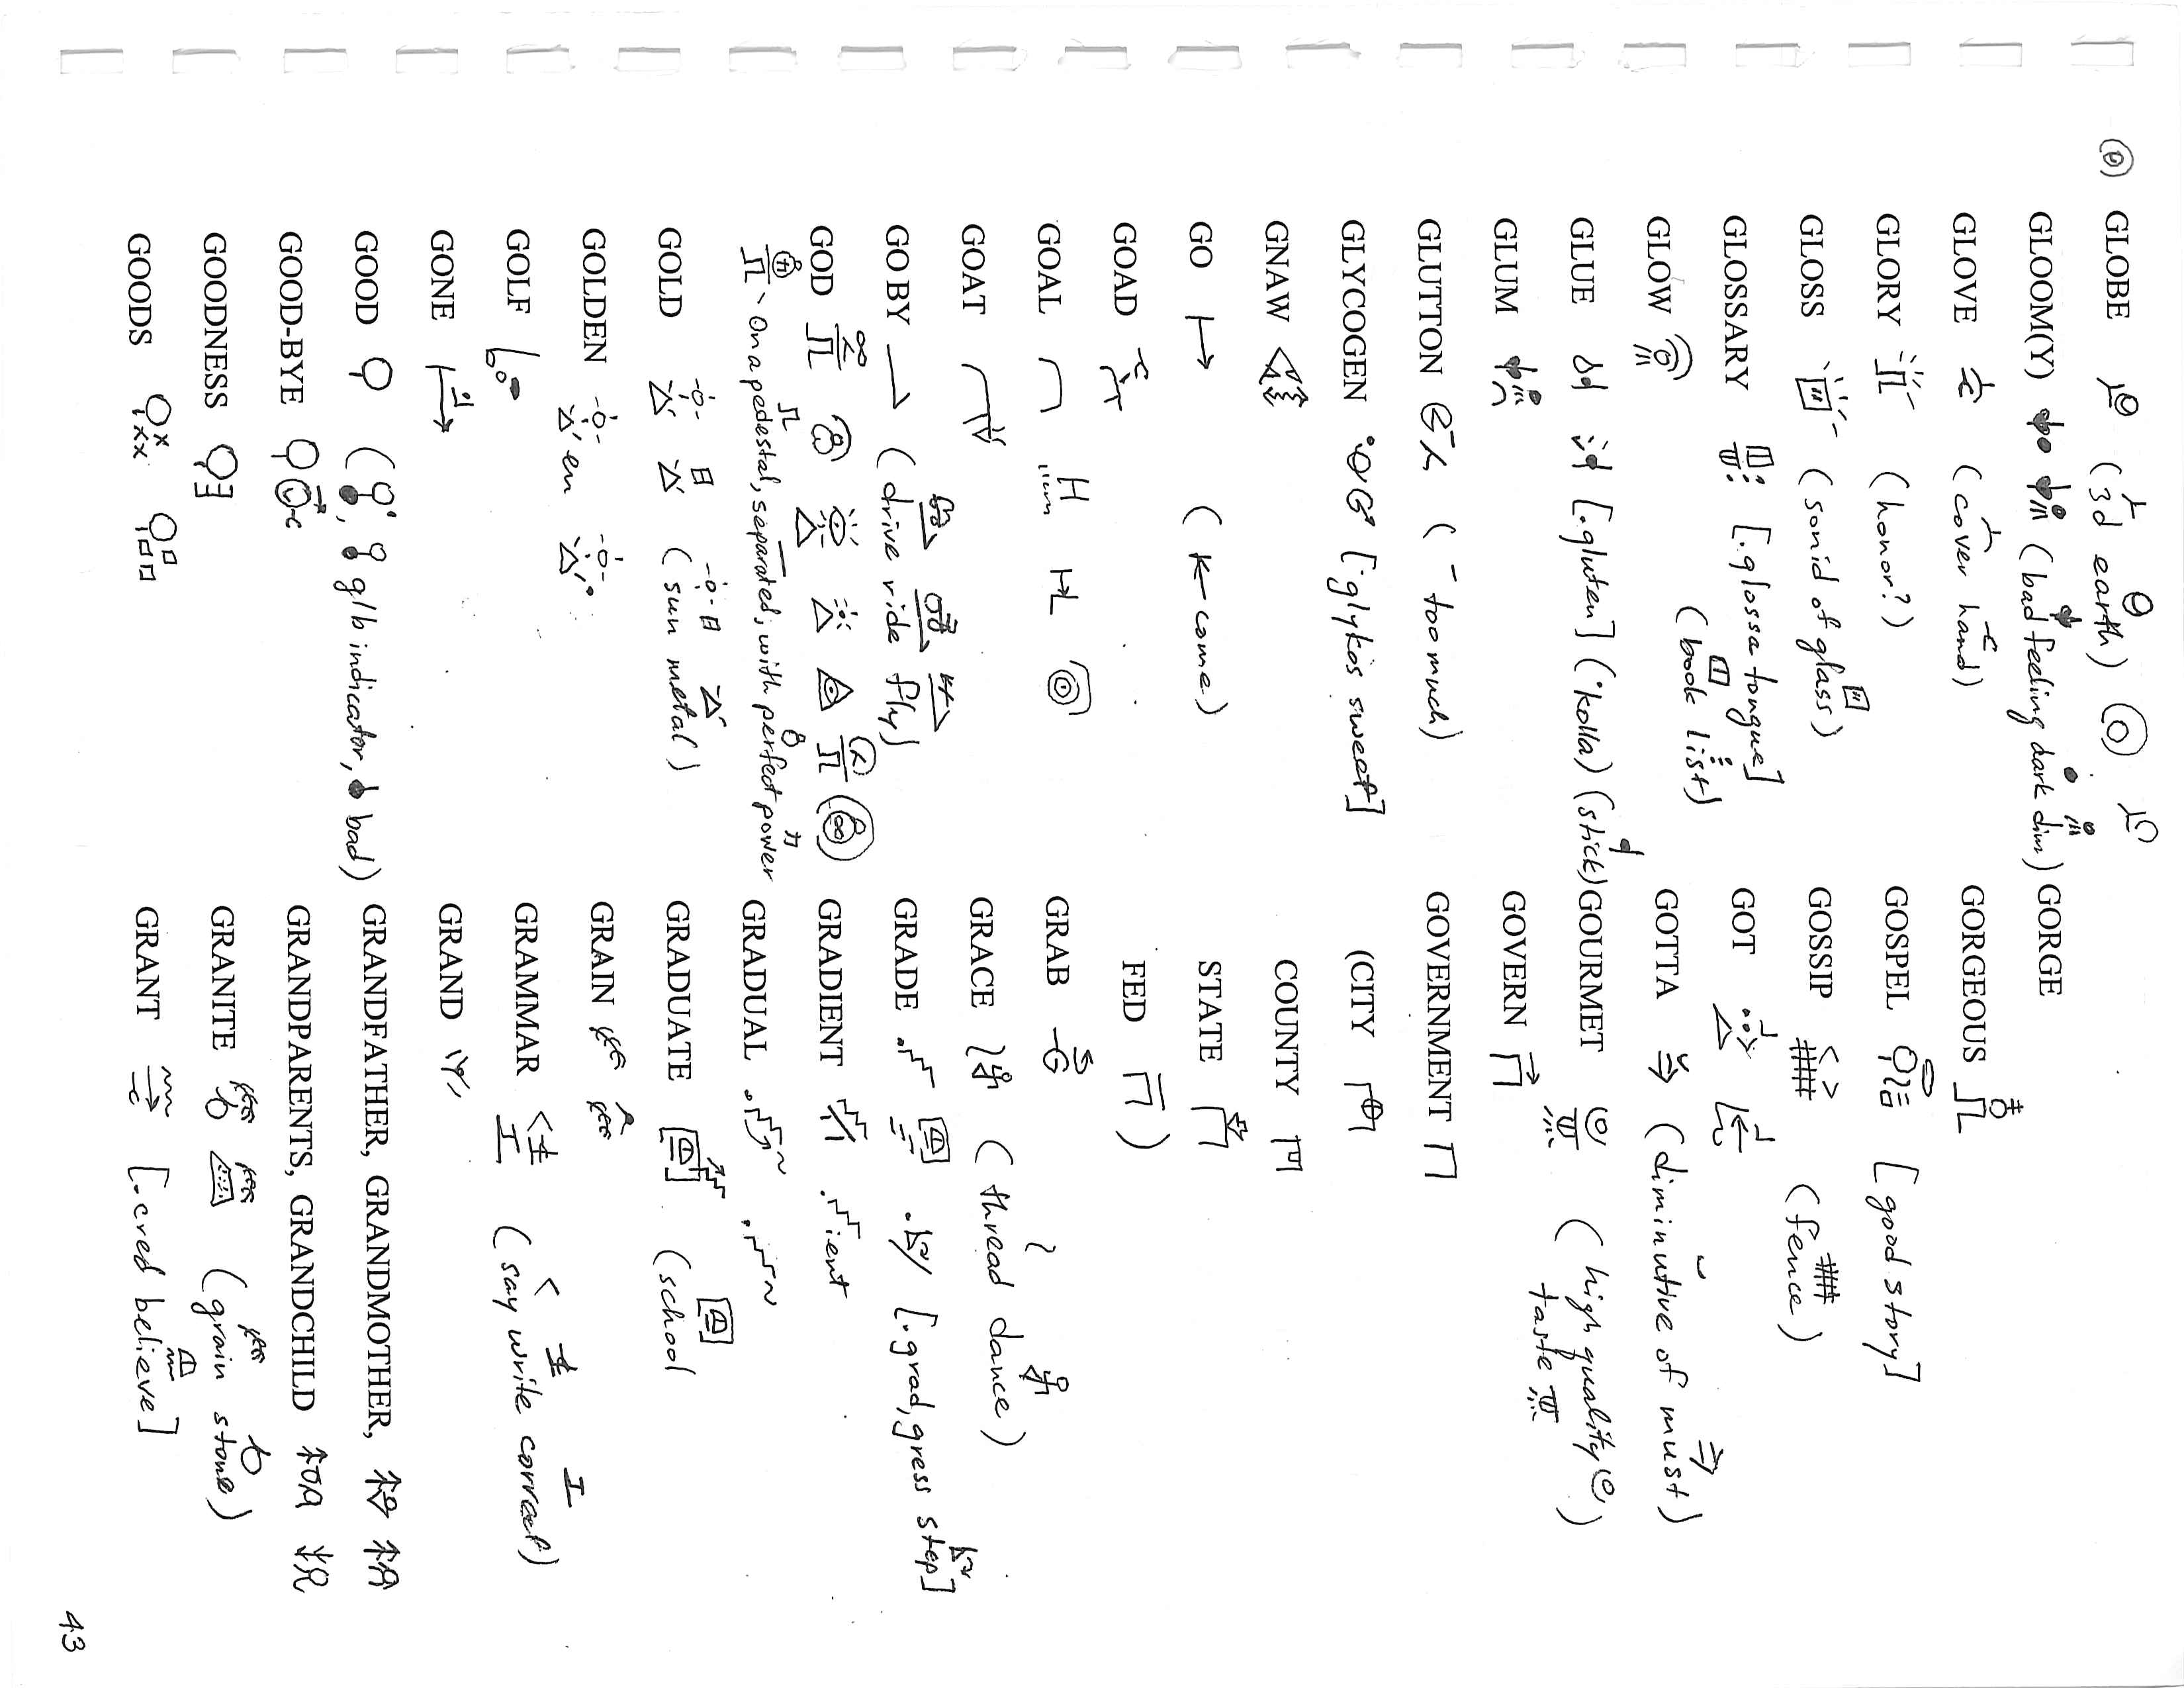 GLOBE (3d earth)
GLOOM(Y) (bad feeling dark dim)
GLOVE (cover hand)
GLORY (honor?)
GLOSS (sonid of glass)
GLOSSARY [.glossa tongue]
(book list)
GLOW
GLUE [.gluten] (·kolla) (stick)
GLUM
GLUTTON (- too much)
GLYCOGEN [·glykós sweet]
GNAW
GO (come)
GOAD
GOAL
GOAT
GO BY (drive ride fly)
GOD
On a pedestal, separated, with perfect power
GOLD (sun metal)
GOLDEN en
GOLF
GONE
GOOD (g/b indicator, bad)
GOOD-BYE
GOODNESS
GOODS
GORGE
GORGEOUS
GOSPEL [good story]
GOSSIP (fence)
GOT
GOTTA (diminutive of must)
GOURMET (high quality)
taste
GOVERN
GOVERNMENT
(CITY
COUNTY
STATE
FED )
GRAB
GRACE (thread dance)
GRADE [.grad, gress step]
GRADIENT ient
GRADUAL
GRADUATE (school
GRAIN
GRAMMAR (say write correct)
GRAND
GRANDFATHER, GRANDMOTHER,
GRANDPARENTS, GRANDCHILD
GRANITE (grain stone)
GRANT [.cred believe]
43